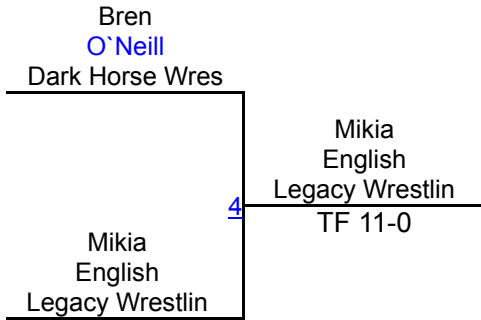 Bren
O`Neill
Dark Horse Wres
Mikia
English
Legacy Wrestlin
4
TF 11-0
Mikia
English
Legacy Wrestlin